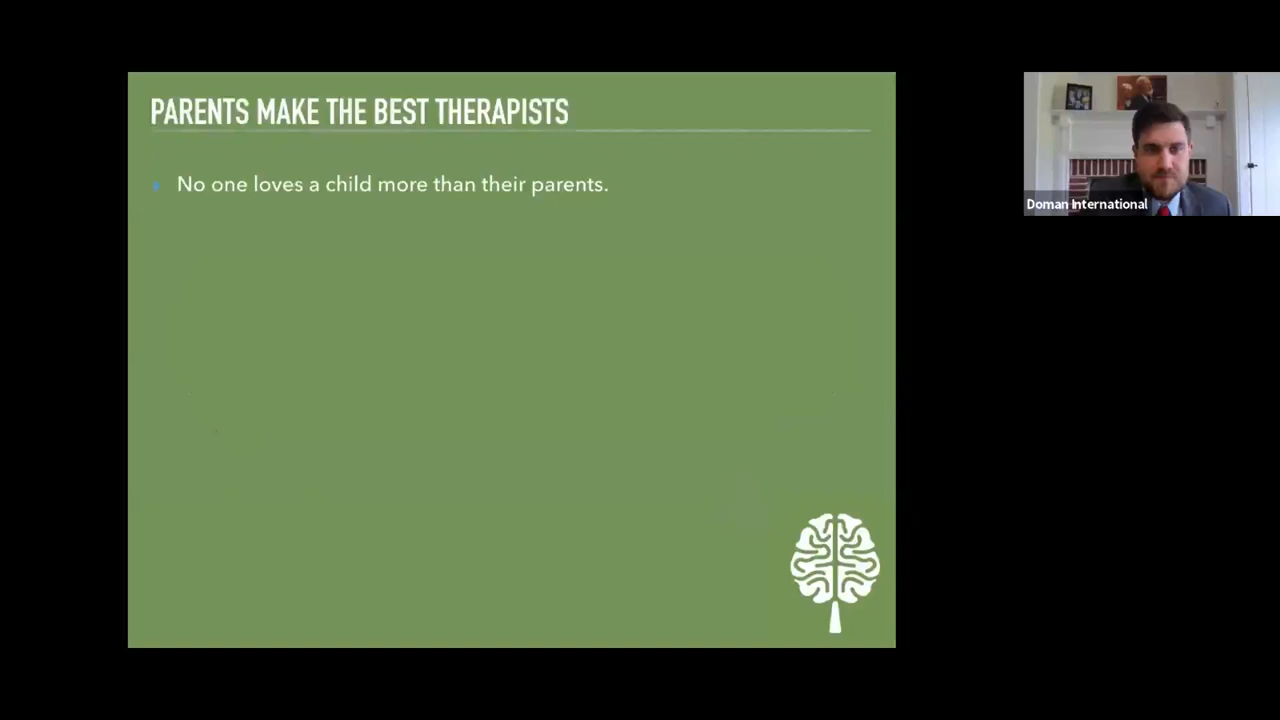 PARENTS MAKE THE BEST THERAPISTS
No one loves a child more than their parents.
Doman International